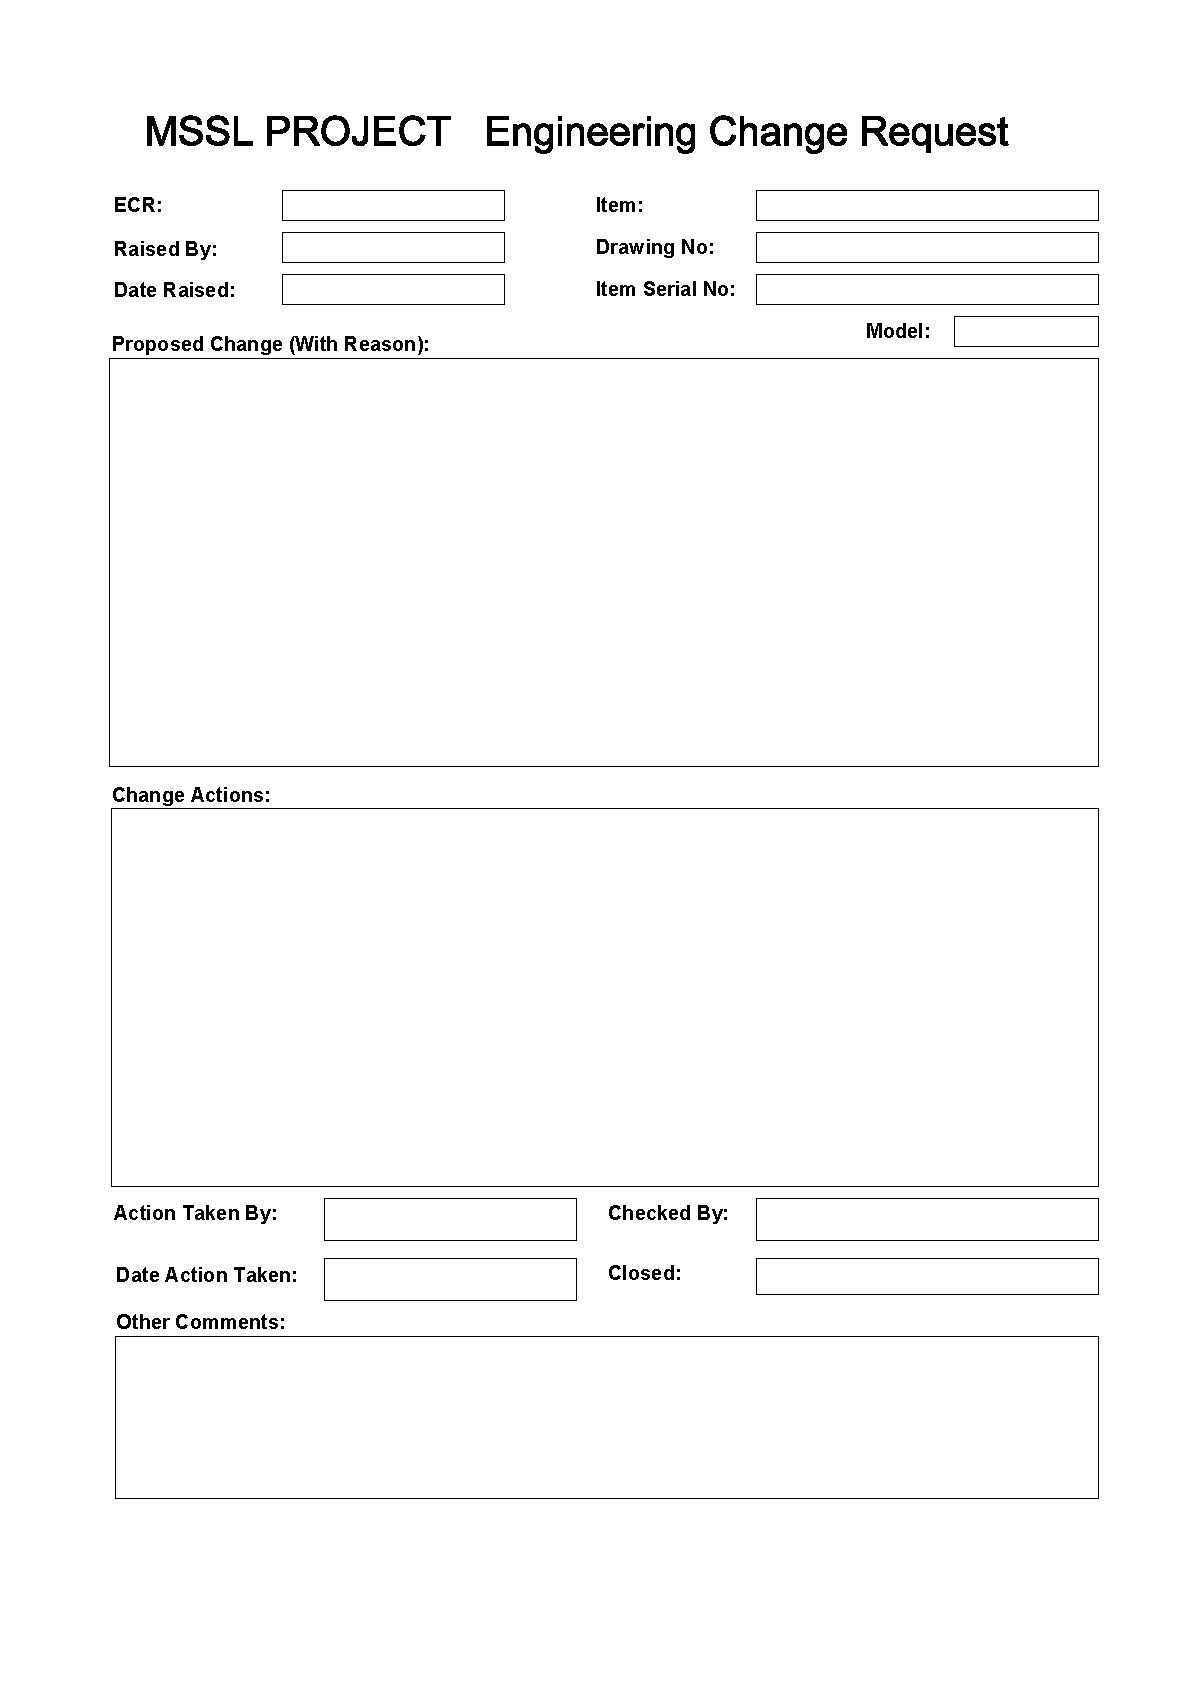 MSSL PROJECT   Engineering Change Request
ECR:
Item:
Raised By:
Drawing No:
Date Raised:
Item Serial No:
Model:
Proposed Change (With Reason):
Change Actions:
Action Taken By:
Checked By:
Date Action Taken:
Closed:
Other Comments: